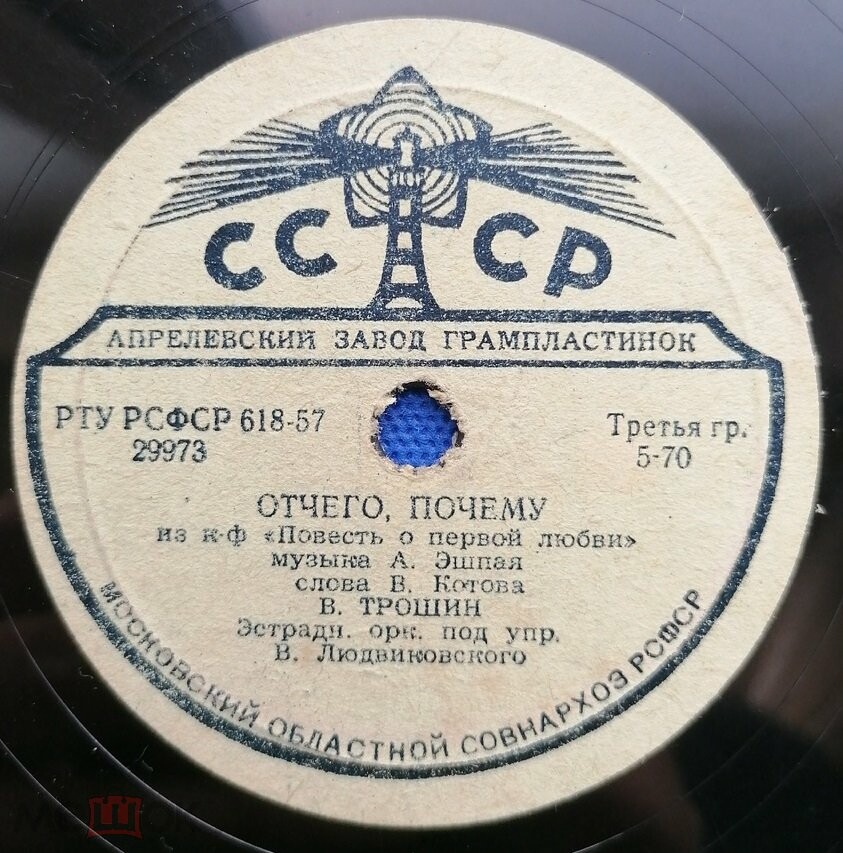 СССР
АПРЕЛЕВСКИЙ ЗАВОД ГРАМПЛАСТИНОК
РТУ РСФСР 618-57
29973
Третья гр.
5-70
ОТЧЕГО, ПОЧЕМУ
из к-ф «Повесть о первой любви»
музыка А. Эшпая
слова В. Котова
В. ТРОШИН
Эстрадн. орк. под упр.
В. Людвиковского
МОСКОВСКИЙ ОБЛАСТНОЙ СОВНАРХОЗ РСФСР